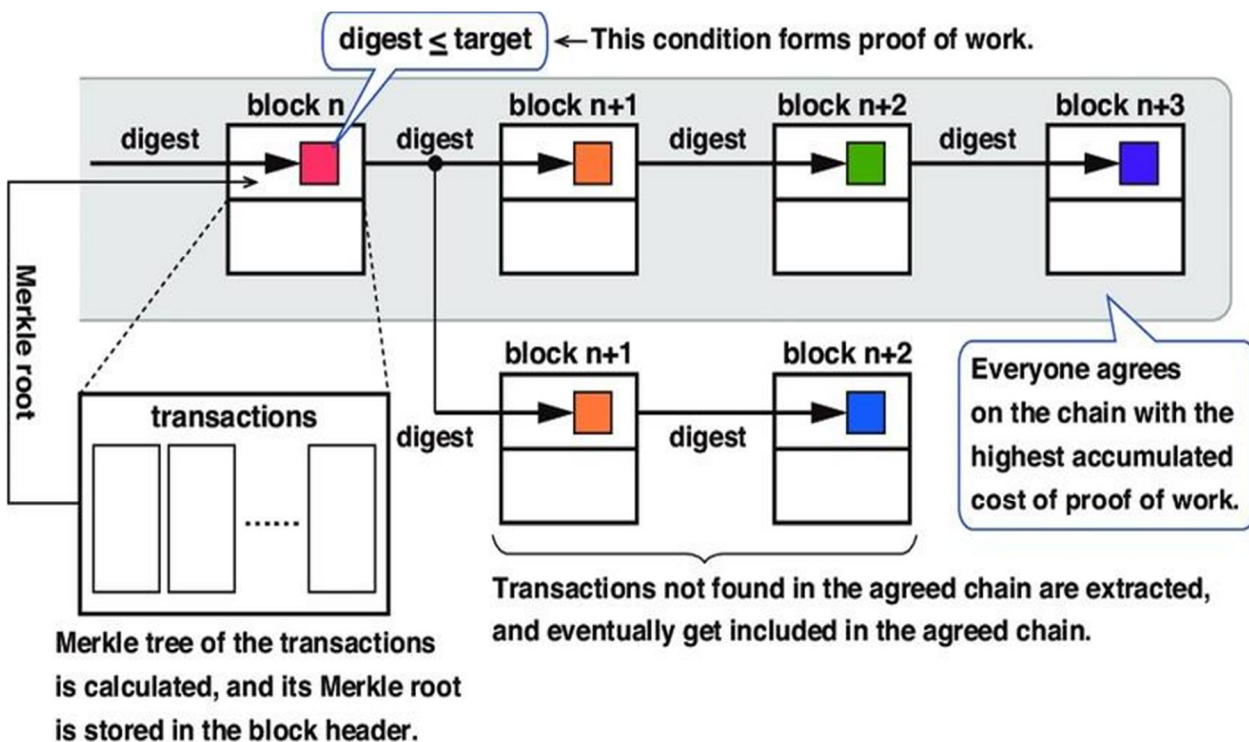 digest ≤ target
←This condition forms proof of work.
block n
block n+1
block n+2
block n+3
digest
digest
digest
digest
Merkle root
block n+1
block n+2
digest
digest
Everyone agrees
on the chain with the
highest accumulated
cost of proof of work.
transactions
......
Transactions not found in the agreed chain are extracted,
and eventually get included in the agreed chain.
Merkle tree of the transactions
is calculated, and its Merkle root
is stored in the block header.